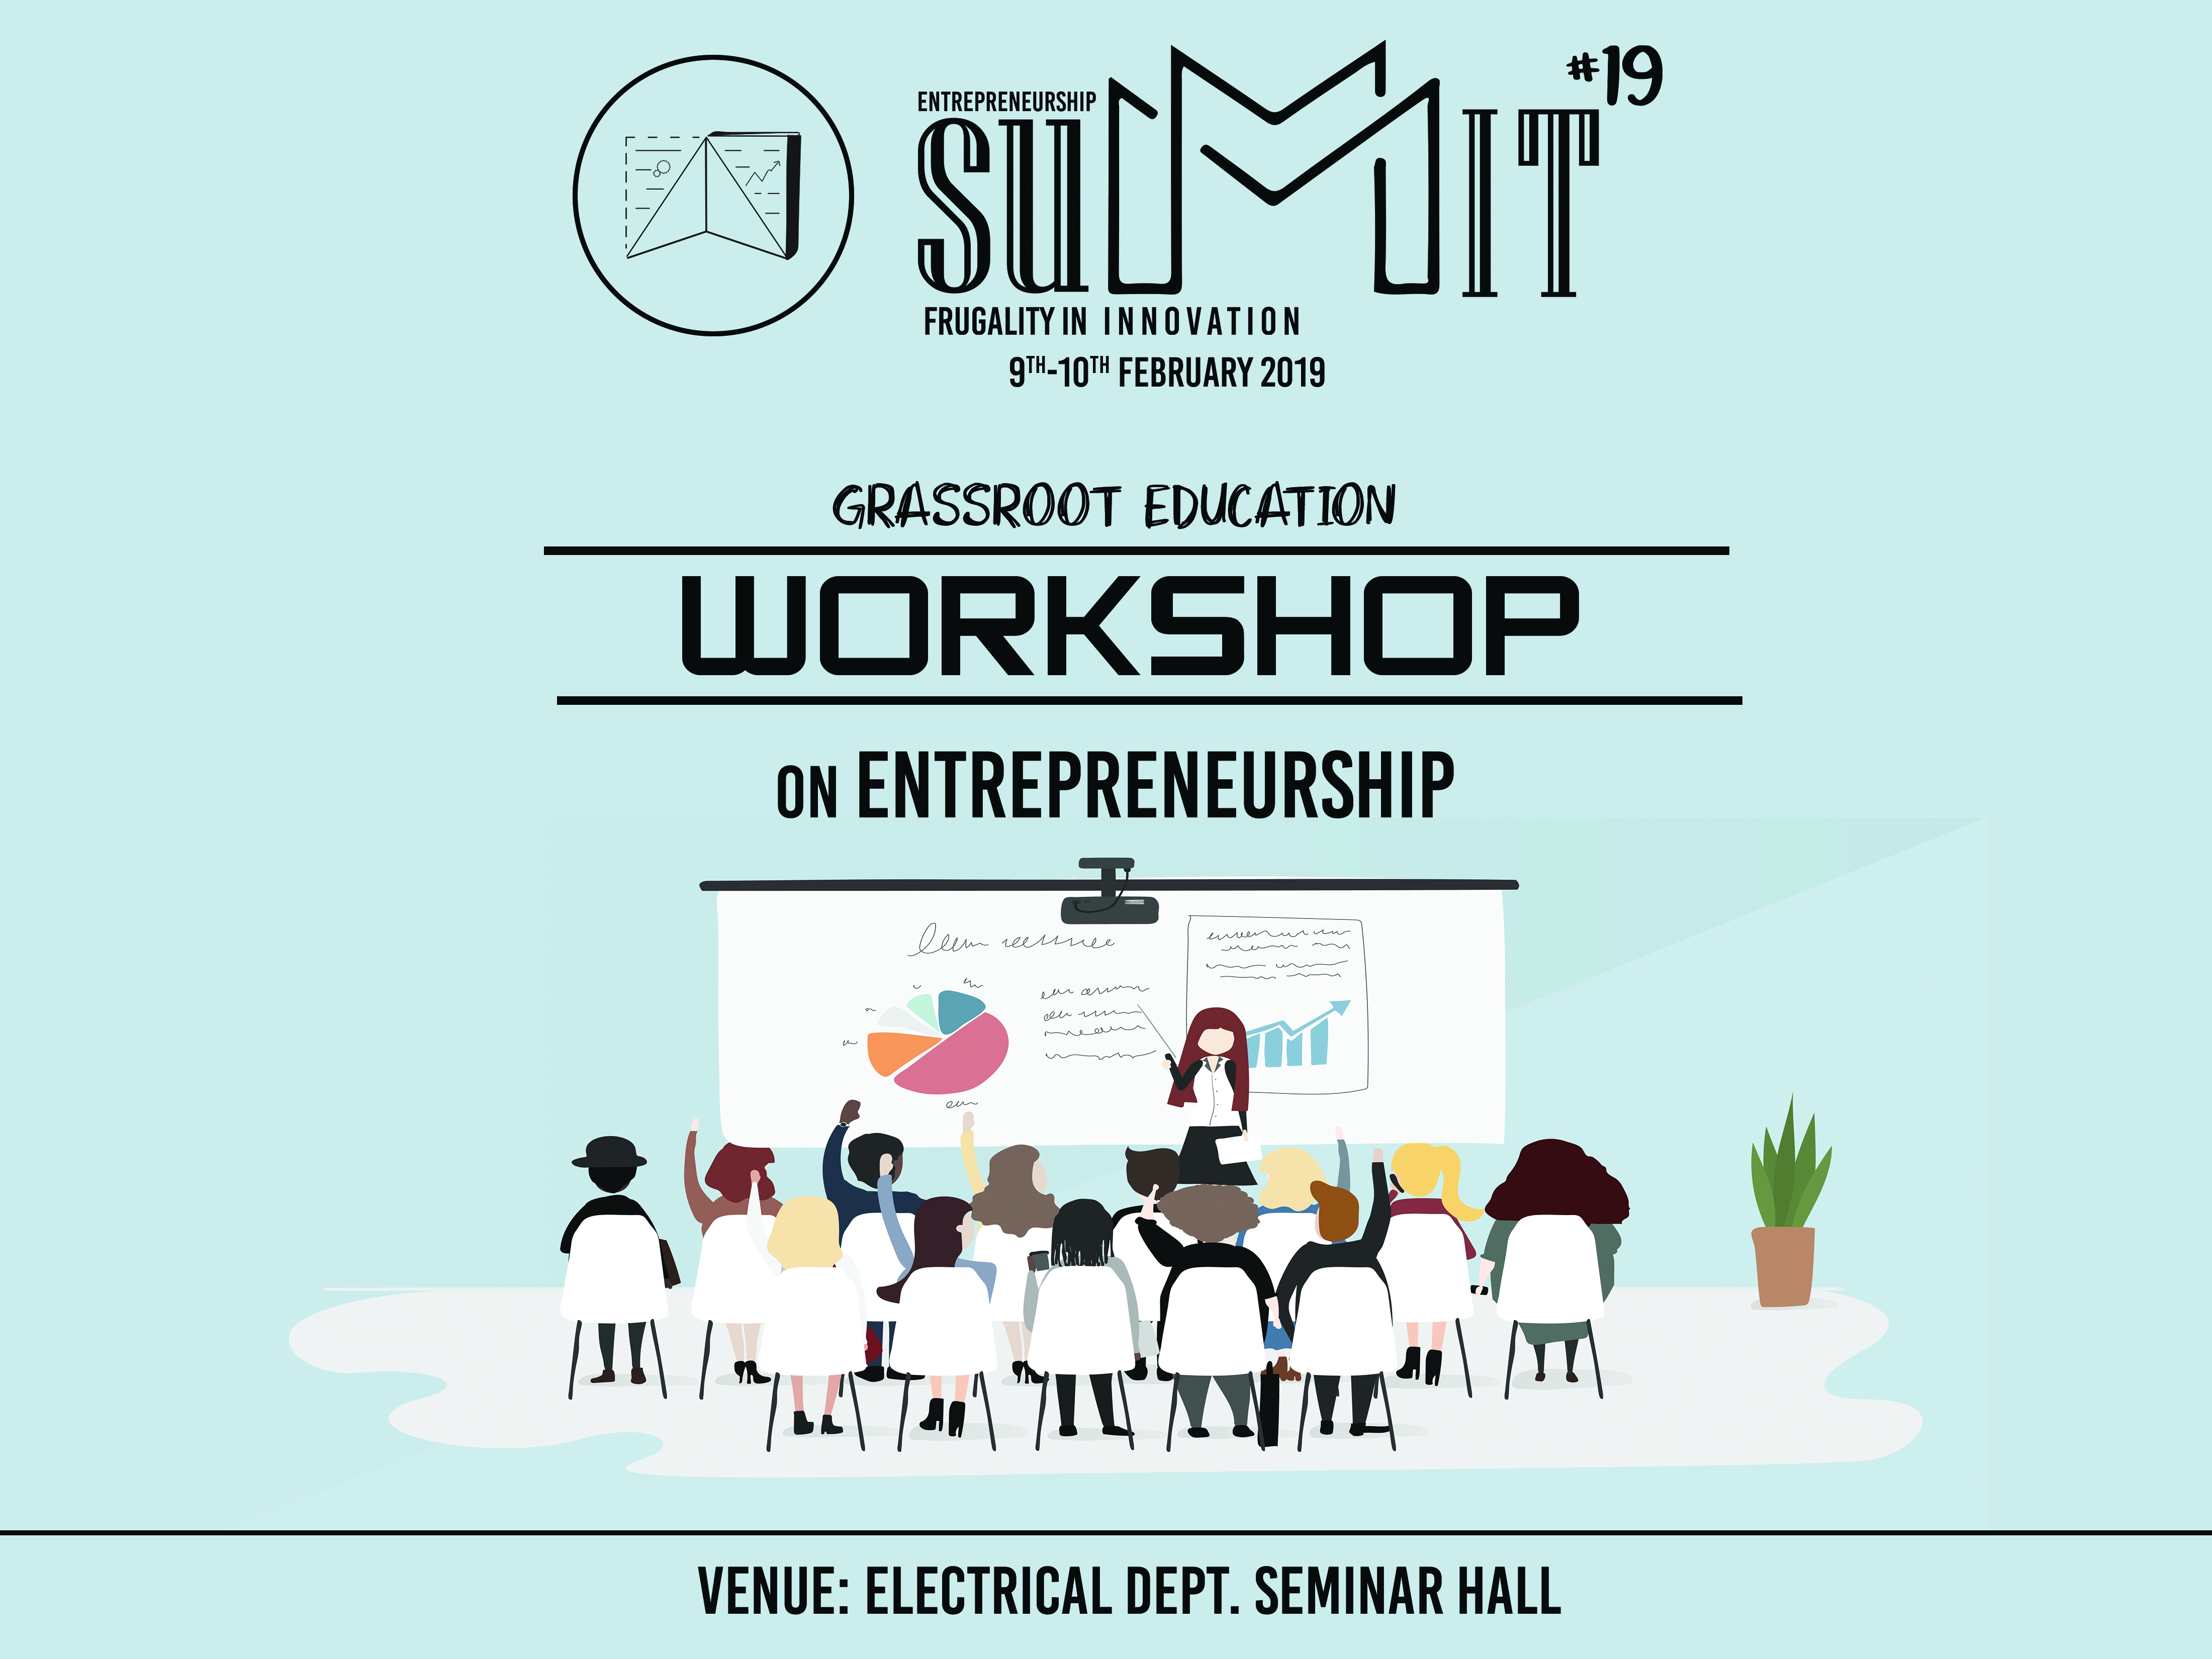 #19
ENTREPRENEURSHIP
SUMMIT
FRUGALITY IN INNOVATION
9TH-10TH FEBRUARY 2019
GRASSROOT EDUCATION
WORKSHOP
ON ENTREPRENEURSHIP
VENUE: ELECTRICAL DEPT. SEMINAR HALL